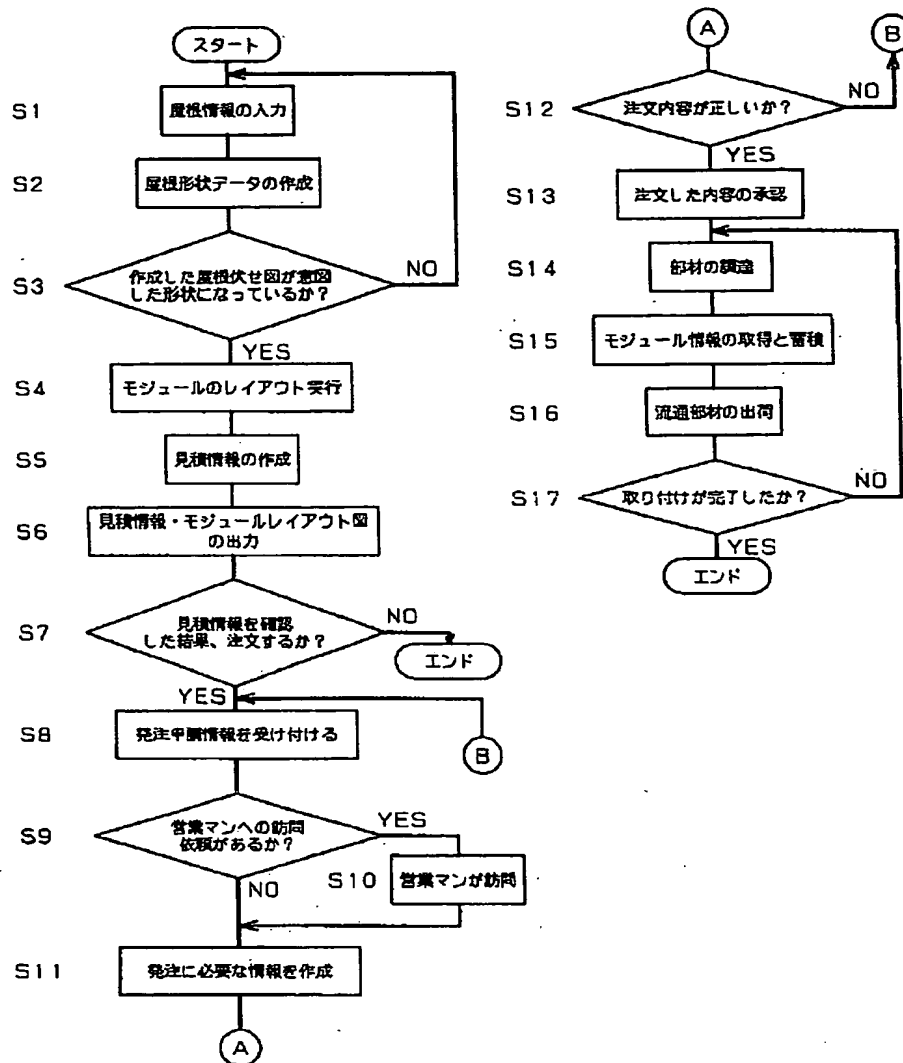 スタート
S1
屋根情報の入力
S2
屋根形状データの作成
S3
作成した屋根伏せ図が意図
した形状になっているか?
NO
YES
S4
モジュールのレイアウト実行
S5
見積情報の作成
S6
見積情報・モジュールレイアウト図
の出力
S7
見積情報を確認
した結果、注文するか?
NO
エンド
YES
S8
発注申請情報を受け付ける
B
S9
営業マンへの訪問
依頼があるか?
YES
S10
営業マンが訪問
NO
S11
発注に必要な情報を作成
A
A
B
S12
注文内容が正しいか?
NO
YES
S13
注文した内容の承認
S14
部材の調達
S15
モジュール情報の取得と蓄積
S16
流通部材の出荷
S17
取り付けが完了したか?
NO
YES
エンド